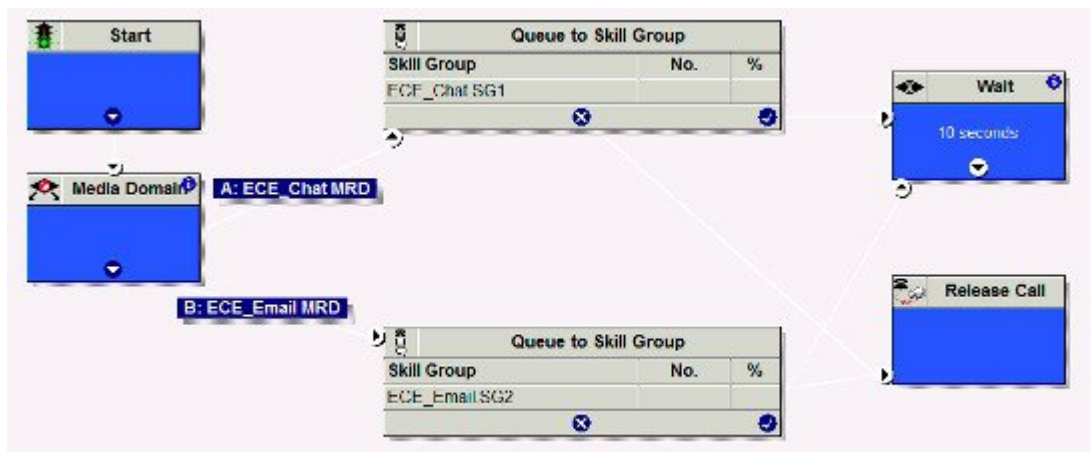 Start
Queue to Skill Group
Skill Group No. %
ECE_Chat.SG1
Wait
10 seconds
Media Domain
A: ECE_Chat MRD
B: ECE_Email MRD
Release Call
Queue to Skill Group
Skill Group No. %
ECE_Email.SG2